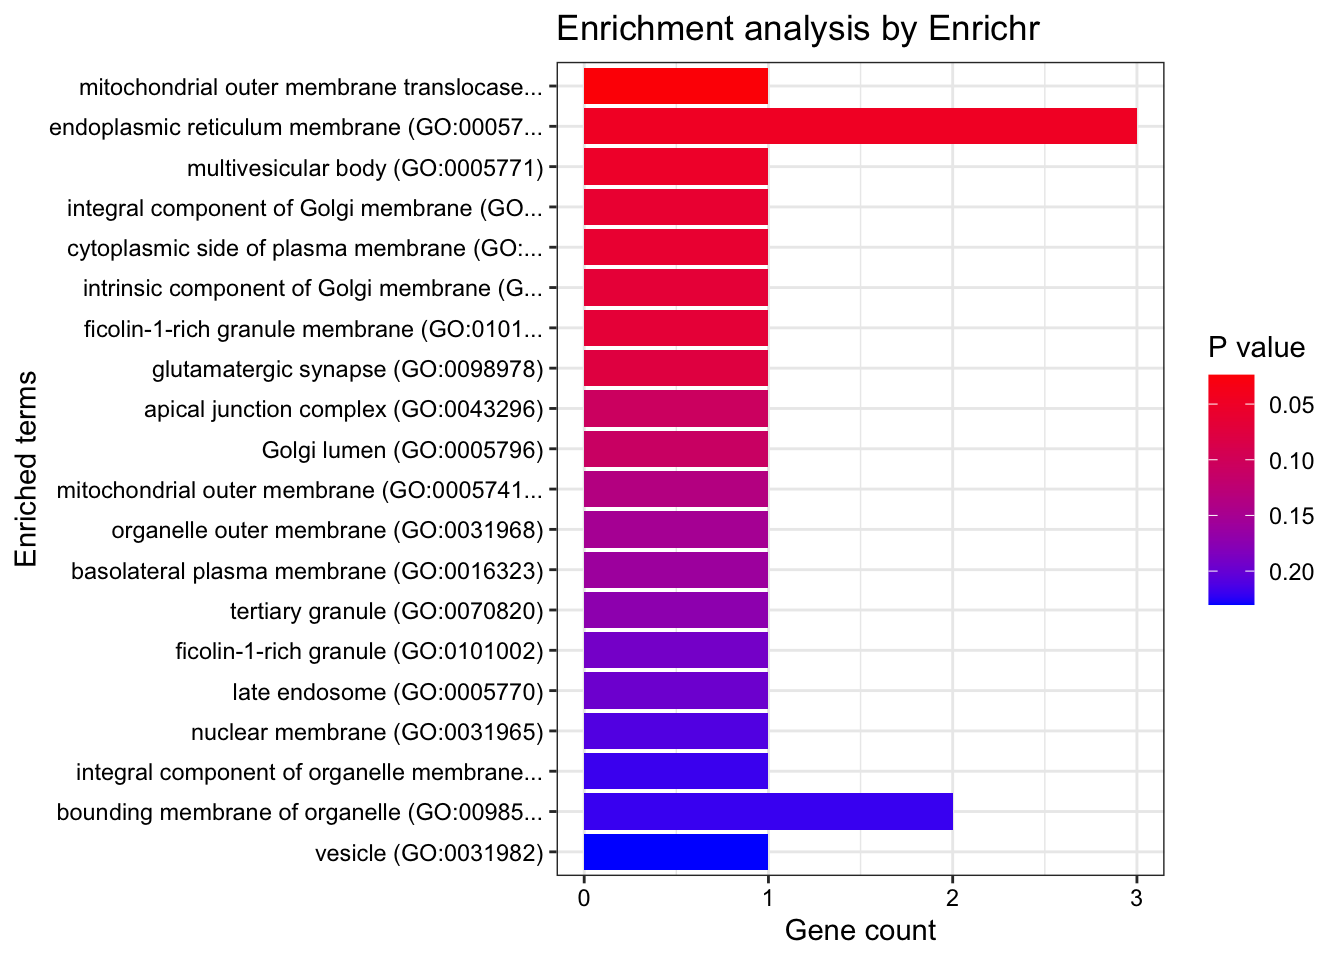 Enrichment analysis by Enrichr
mitochondrial outer membrane translocase...
endoplasmic reticulum membrane (GO:00057...
multivesicular body (GO:0005771)
integral component of Golgi membrane (GO...
cytoplasmic side of plasma membrane (GO:...
intrinsic component of Golgi membrane (G...
ficolin-1-rich granule membrane (GO:0101...
glutamatergic synapse (GO:0098978)
apical junction complex (GO:0043296)
Golgi lumen (GO:0005796)
mitochondrial outer membrane (GO:0005741...
organelle outer membrane (GO:0031968)
basolateral plasma membrane (GO:0016323)
tertiary granule (GO:0070820)
ficolin-1-rich granule (GO:0101002)
late endosome (GO:0005770)
nuclear membrane (GO:0031965)
integral component of organelle membrane...
bounding membrane of organelle (GO:00985...
vesicle (GO:0031982)
Enriched terms
0 1 2 3
Gene count
P value
0.05
0.10
0.15
0.20